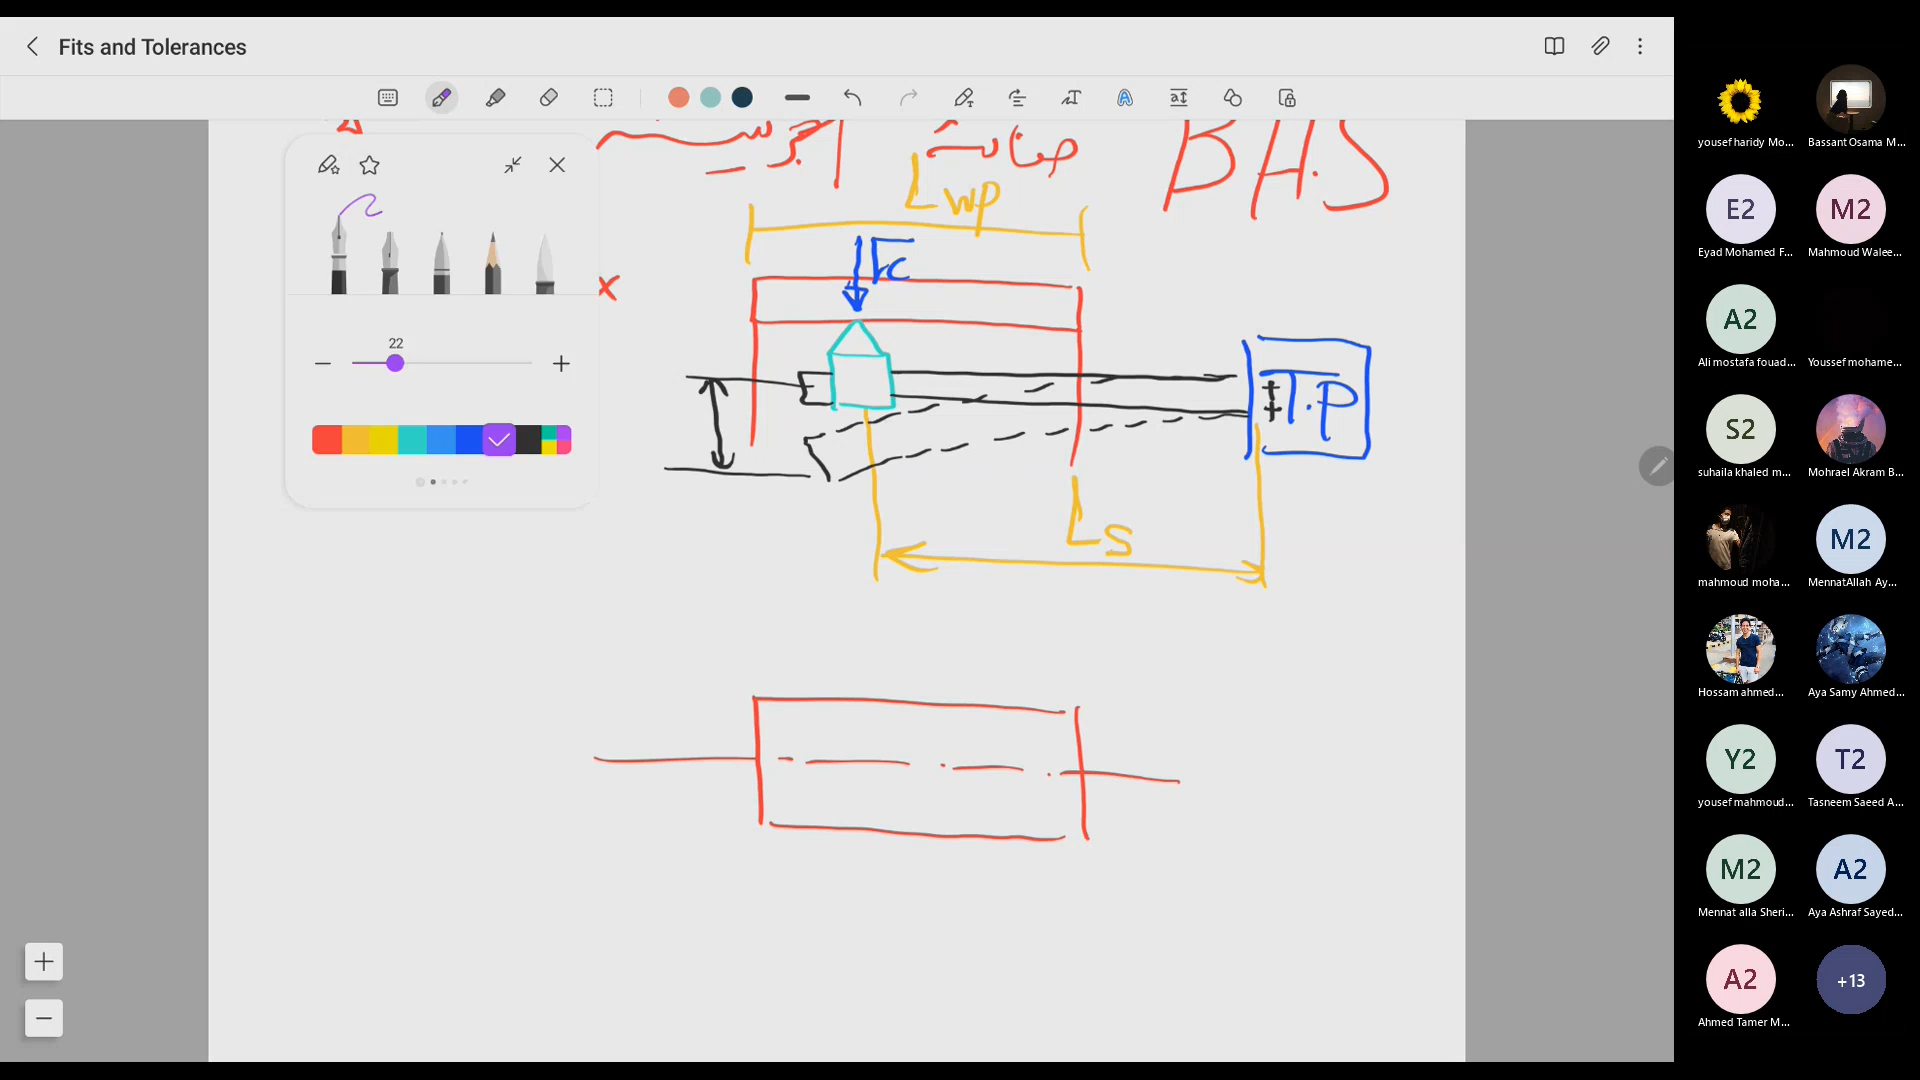 Fits and Tolerances
B.H.S
Lwp
Fc
x
22
T.P
Ls
yousef haridy Mo...
Bassant Osama M...
E2
Eyad Mohamed F...
M2
Mahmoud Walee...
A2
Ali mostafa fouad...
Youssef mohame...
S2
suhaila khaled m...
Mohrael Akram B...
mahmoud moha...
M2
MennatAllah Ay...
Hossam ahmed...
Aya Samy Ahmed...
Y2
yousef mahmoud...
T2
Tasneem Saeed A...
M2
Mennat alla Sheri...
A2
Aya Ashraf Sayed...
A2
Ahmed Tamer M...
+13